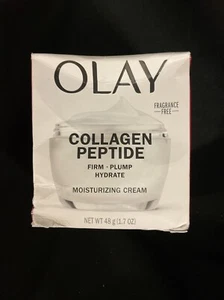 OLAY
FRAGRANCE
FREE
COLLAGEN
PEPTIDE
FIRM • PLUMP
HYDRATE
MOISTURIZING CREAM
NET WT 48 g (1.7 OZ)